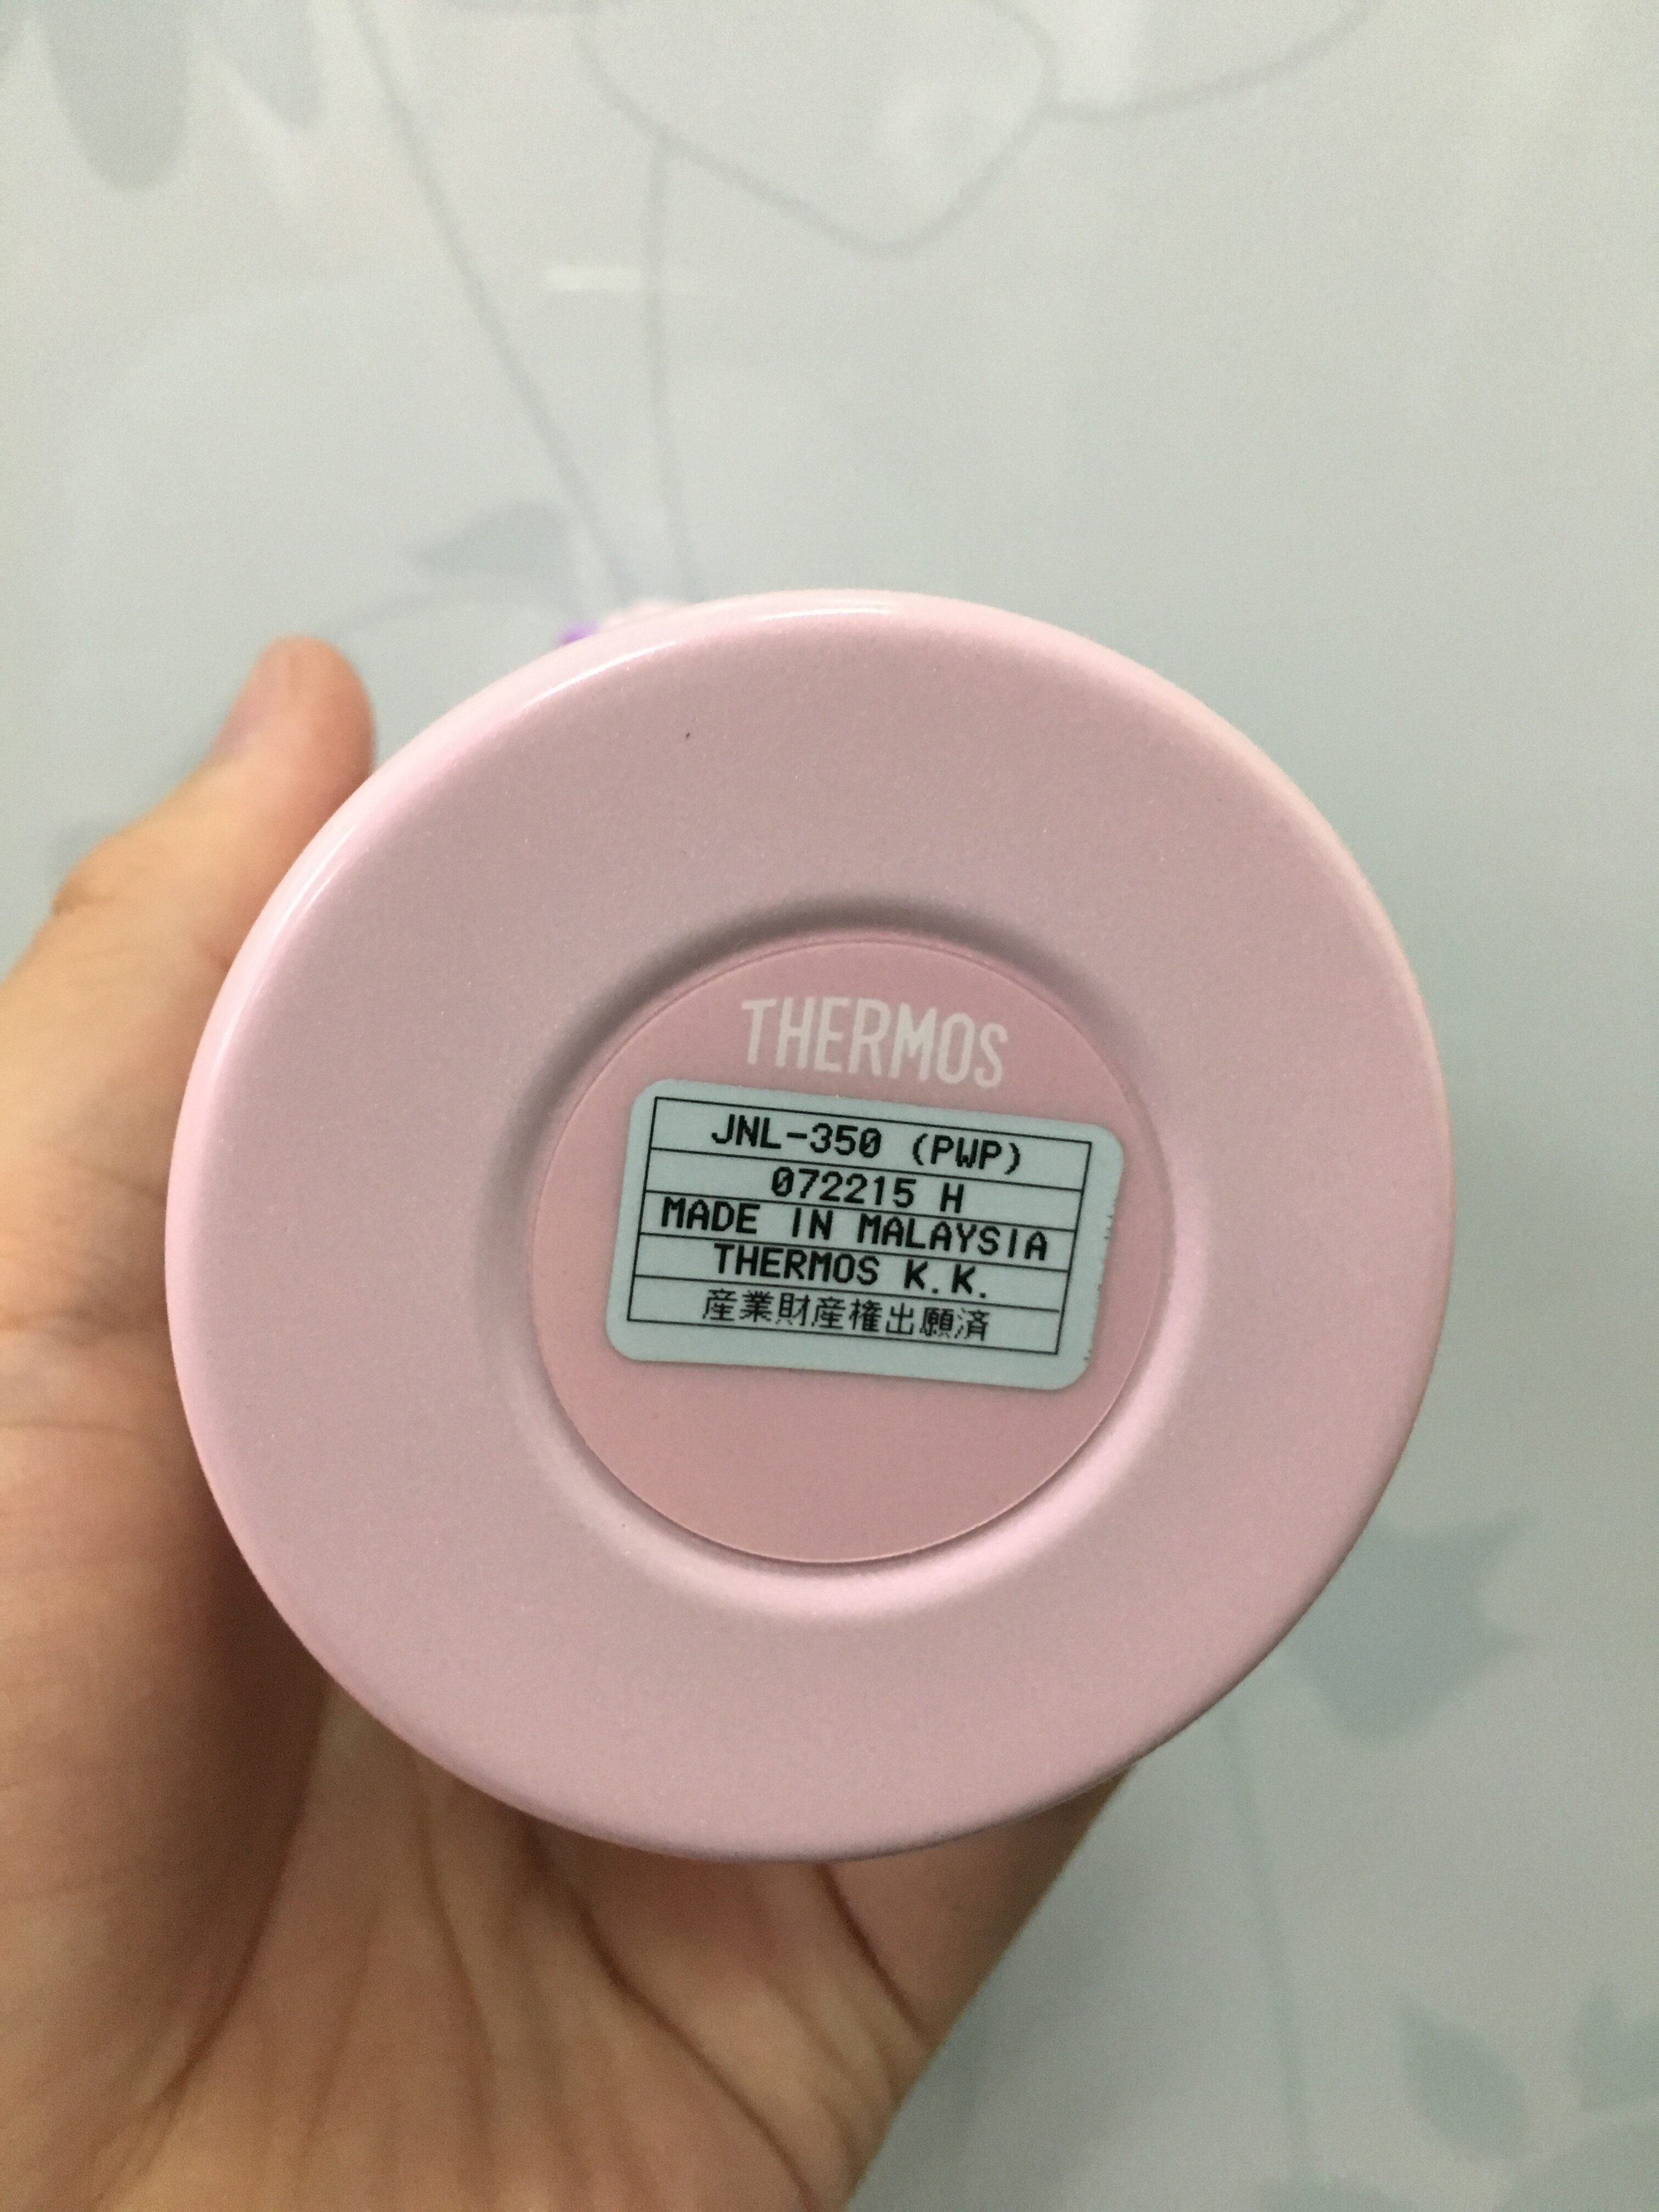 THERMOS
JNL-350 (PWP)
072215 H
MADE IN MALAYSIA
THERMOS K.K.
産業財産権出願済